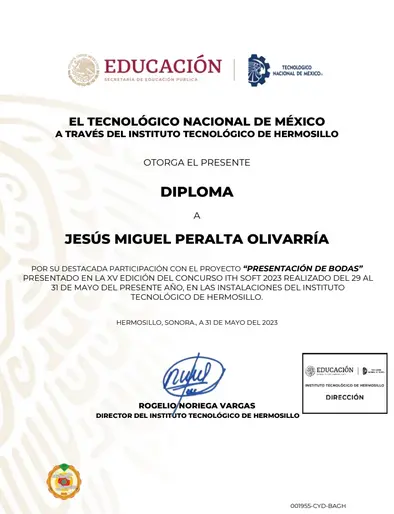 EDUCACIÓN
SECRETARÍA DE EDUCACIÓN PÚBLICA
TECNOLÓGICO
NACIONAL DE MÉXICO
EL TECNOLÓGICO NACIONAL DE MÉXICO
A TRAVÉS DEL INSTITUTO TECNOLÓGICO DE HERMOSILLO
OTORGA EL PRESENTE
DIPLOMA
A
JESÚS MIGUEL PERALTA OLIVARRÍA
POR SU DESTACADA PARTICIPACIÓN CON EL PROYECTO “PRESENTACIÓN DE BODAS”
PRESENTADO EN LA XV EDICIÓN DEL CONCURSO ITH SOFT 2023 REALIZADO DEL 29 AL
31 DE MAYO DEL PRESENTE AÑO, EN LAS INSTALACIONES DEL INSTITUTO
TECNOLÓGICO DE HERMOSILLO.
HERMOSILLO, SONORA., A 31 DE MAYO DEL 2023
ROGELIO NORIEGA VARGAS
DIRECTOR DEL INSTITUTO TECNOLÓGICO DE HERMOSILLO
EDUCACIÓN
INSTITUTO TECNOLÓGICO DE HERMOSILLO
DIRECCIÓN
001955-CYD-BAGH